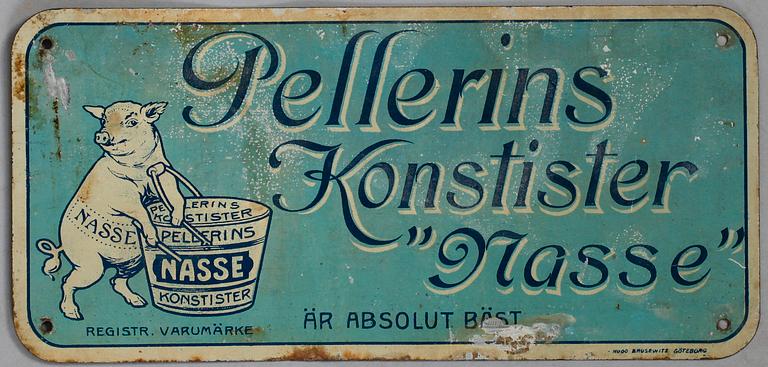 Pellerins
Konstister
"Nasse"
ÄR ABSOLUT BÄST
NASSE
PELLERINS
KONSTISTER
PELLERINS
NASSE
KONSTISTER
REGISTR. VARUMÄRKE
HUGO BRUSEWITZ GÖTEBORG